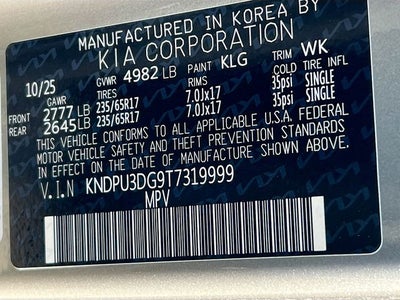 MANUFACTURED IN KOREA BY
KIA CORPORATION
10/25 GVWR 4982 LB PAINT KLG TRIM WK
GAWR TIRES RIMS COLD TIRE INFL
FRONT 2777 LB 235/65R17 7.0Jx17 35psi SINGLE
REAR 2645 LB 235/65R17 7.0Jx17 35psi SINGLE
THIS VEHICLE CONFORMS TO ALL APPLICABLE U.S.A. FEDERAL
MOTOR VEHICLE SAFETY AND THEFT PREVENTION STANDARDS
IN EFFECT ON THE DATE OF MANUFACTURE SHOWN ABOVE.
V.I.N KNDPU3DG9T7319999
MPV